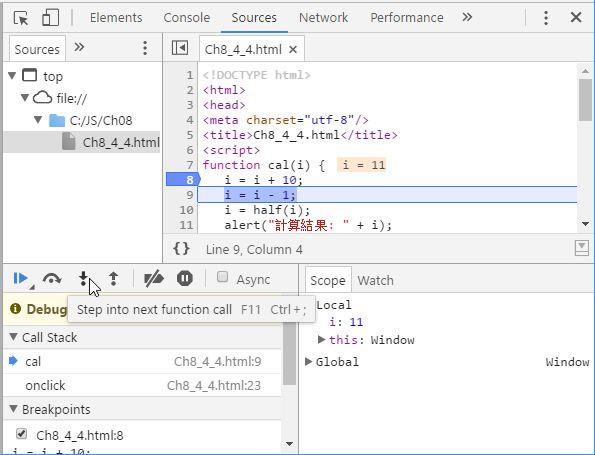 Elements Console Sources Network Performance
Sources
Ch8_4_4.html
top
file://
C:/JS/Ch08
Ch8_4_4.html
1 <!DOCTYPE html>
2 <html>
3 <head>
4 <meta charset="utf-8"/>
5 <title>Ch8_4_4.html</title>
6 <script>
7 function cal(i) { i = 11
8 i = i + 10;
9 i = i - 1;
10 i = half(i);
11 alert("計算結果: " + i);
{} Line 9, Column 4
Async
Debug
Step into next function call F11 Ctrl+;
Call Stack
cal Ch8_4_4.html:9
onclick Ch8_4_4.html:23
Breakpoints
Ch8_4_4.html:8
i = i + 10;
Scope Watch
Local
i: 11
this: Window
Global Window